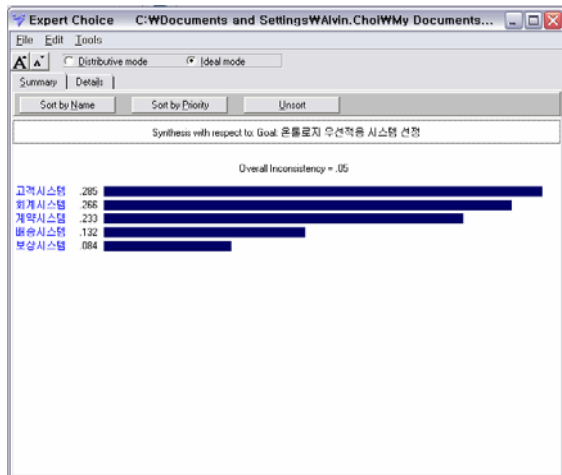 Expert Choice C:₩Documents and Settings₩Alvin.Choi₩My Documents...
File Edit Tools
A A Distributive mode Ideal mode
Summary Details
Sort by Name Sort by Priority Unsort
Synthesis with respect to: Goal: 온톨로지 우선적용 시스템 선정
Overall Inconsistency = .05
고객시스템 .285
회계시스템 .266
계약시스템 .233
배송시스템 .132
보상시스템 .084